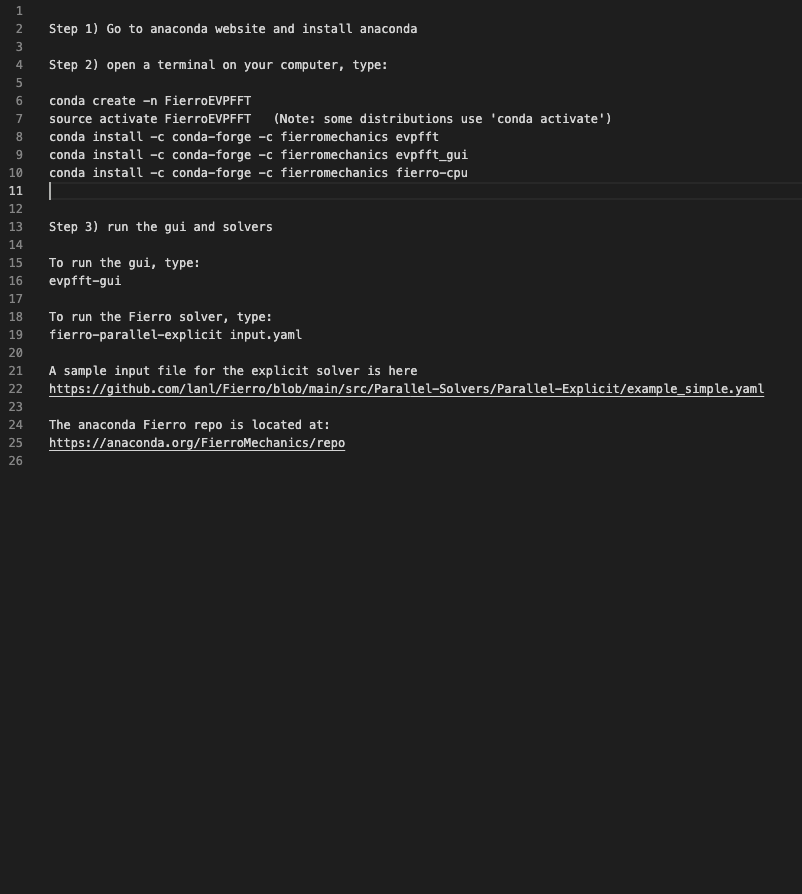 1
2 Step 1) Go to anaconda website and install anaconda
3
4 Step 2) open a terminal on your computer, type:
5
6 conda create -n FierroEVPFFT
7 source activate FierroEVPFFT   (Note: some distributions use 'conda activate')
8 conda install -c conda-forge -c fierromechanics evpfft
9 conda install -c conda-forge -c fierromechanics evpfft_gui
10 conda install -c conda-forge -c fierromechanics fierro-cpu
11
12
13 Step 3) run the gui and solvers
14
15 To run the gui, type:
16 evpfft-gui
17
18 To run the Fierro solver, type:
19 fierro-parallel-explicit input.yaml
20
21 A sample input file for the explicit solver is here
22 https://github.com/lanl/Fierro/blob/main/src/Parallel-Solvers/Parallel-Explicit/example_simple.yaml
23
24 The anaconda Fierro repo is located at:
25 https://anaconda.org/FierroMechanics/repo
26